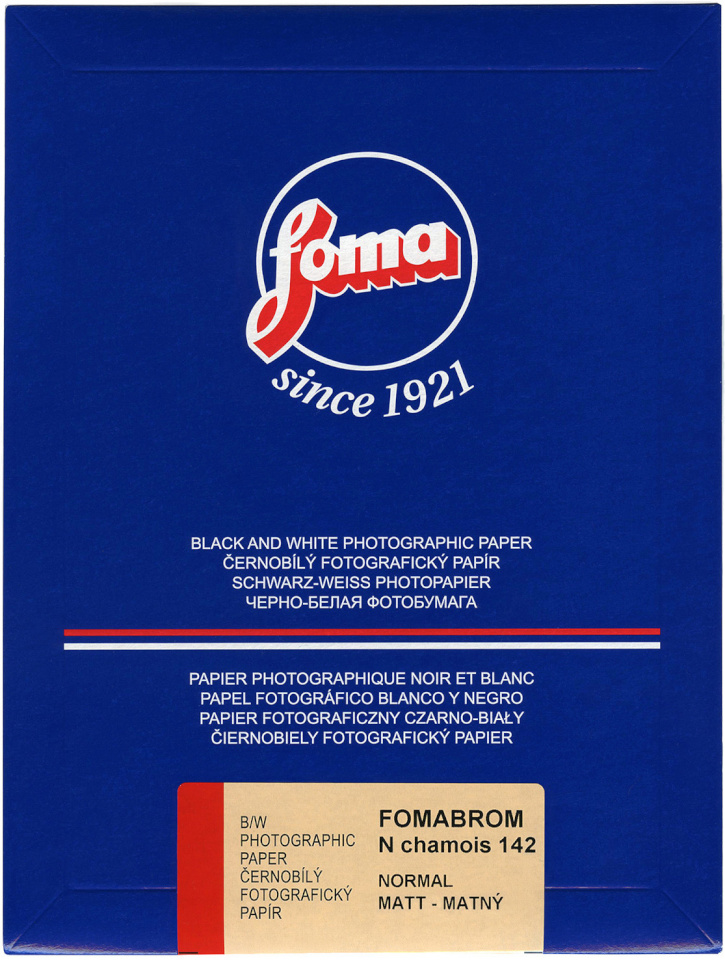 foma
since 1921
BLACK AND WHITE PHOTOGRAPHIC PAPER
ČERNOBÍLÝ FOTOGRAFICKÝ PAPÍR
SCHWARZ-WEISS PHOTOPAPIER
ЧЕРНО-БЕЛАЯ ФОТОБУМАГА
PAPIER PHOTOGRAPHIQUE NOIR ET BLANC
PAPEL FOTOGRÁFICO BLANCO Y NEGRO
PAPIER FOTOGRAFICZNY CZARNO-BIAŁY
ČIERNOBIELY FOTOGRAFICKÝ PAPIER
B/W
PHOTOGRAPHIC
PAPER
ČERNOBÍLÝ
FOTOGRAFICKÝ
PAPÍR
FOMABROM
N chamois 142
NORMAL
MATT - MATNÝ